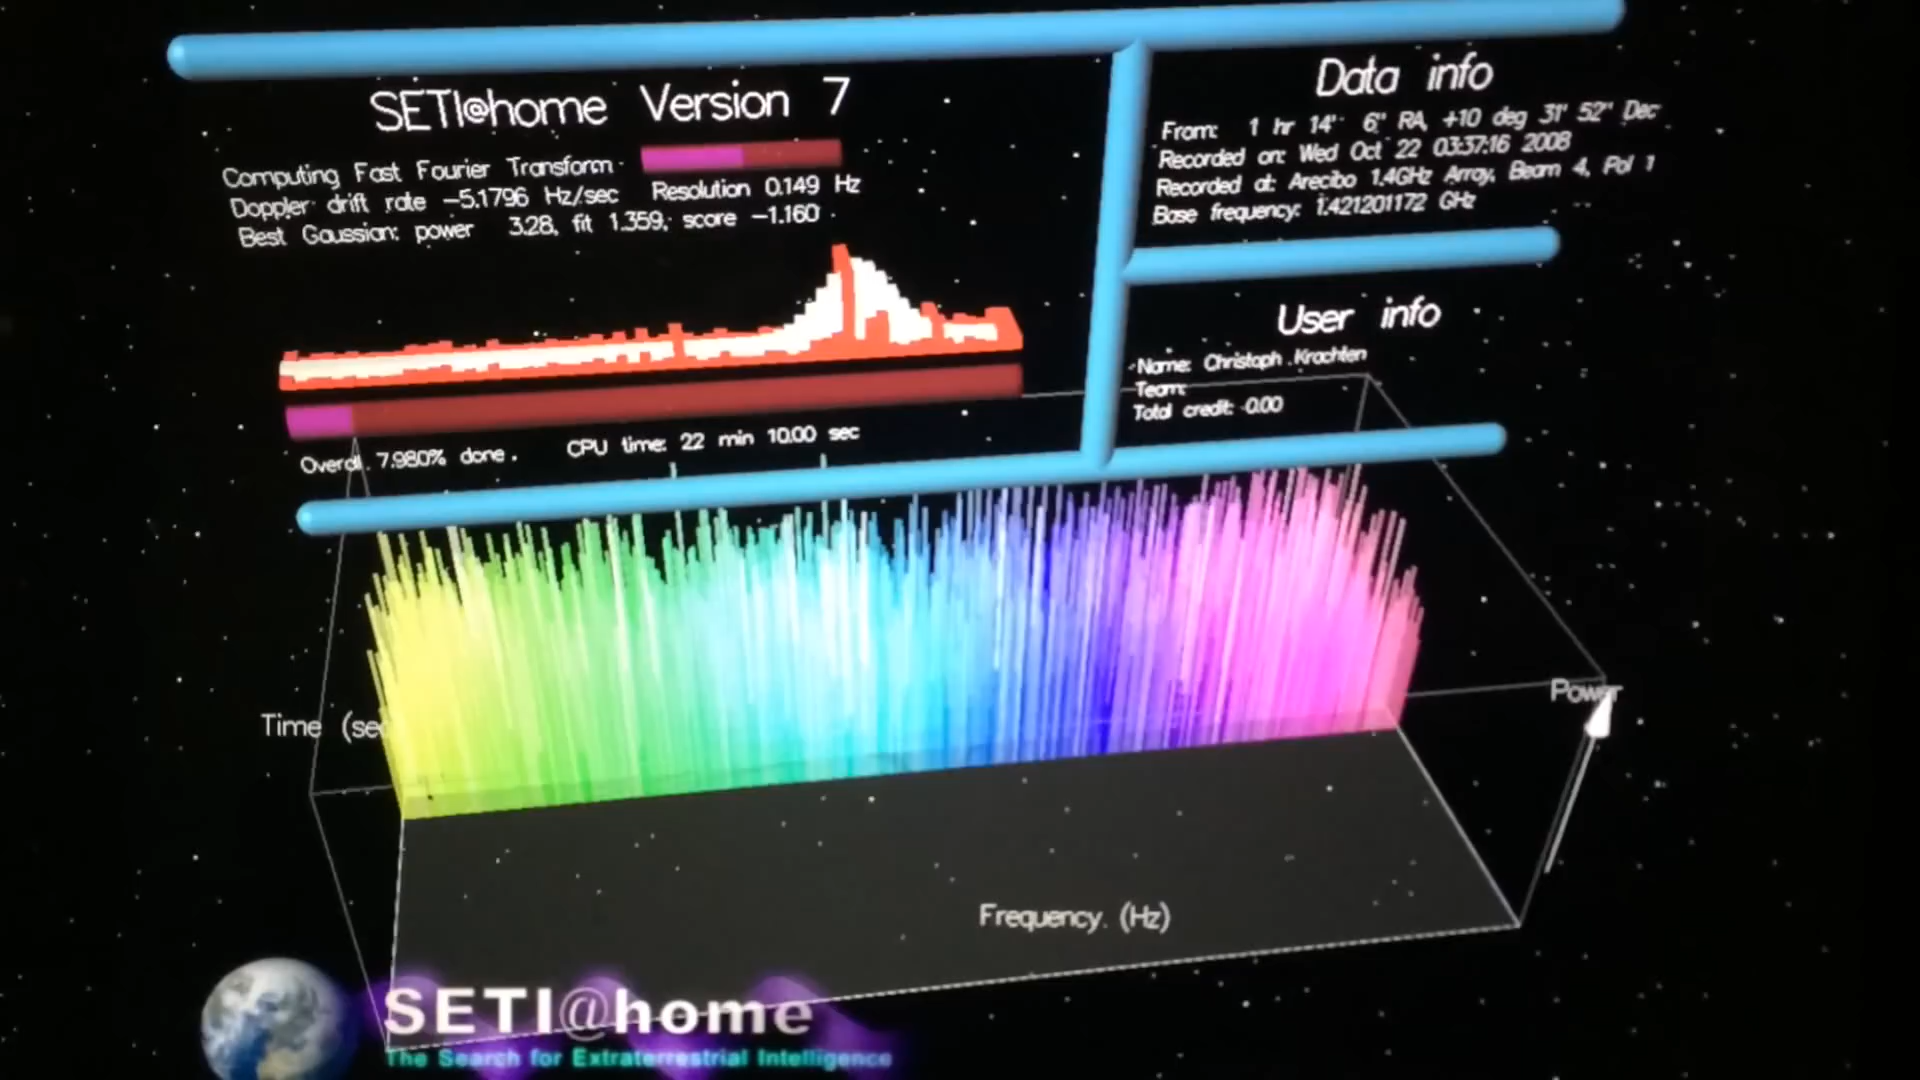 SETI@home Version 7
Computing Fast Fourier Transform
Doppler drift rate -5.1796 Hz/sec Resolution 0.149 Hz
Best Gaussian: power 3.28, fit 1.359, score -1.160
Overall 7.980% done. CPU time: 22 min 10.00 sec
Data info
From: 1 hr 14' 6" RA, +10 deg 31' 52" Dec
Recorded on: Wed Oct 22 03:37:16 2008
Recorded at: Arecibo 1.4GHz Array, Beam 4, Pol 1
Base frequency: 1.421201172 GHz
User info
Name: Christoph Krachten
Team:
Total credit: 0.00
Time (sec
Power
Frequency (Hz)
SETI@home
The Search for Extraterrestrial Intelligence